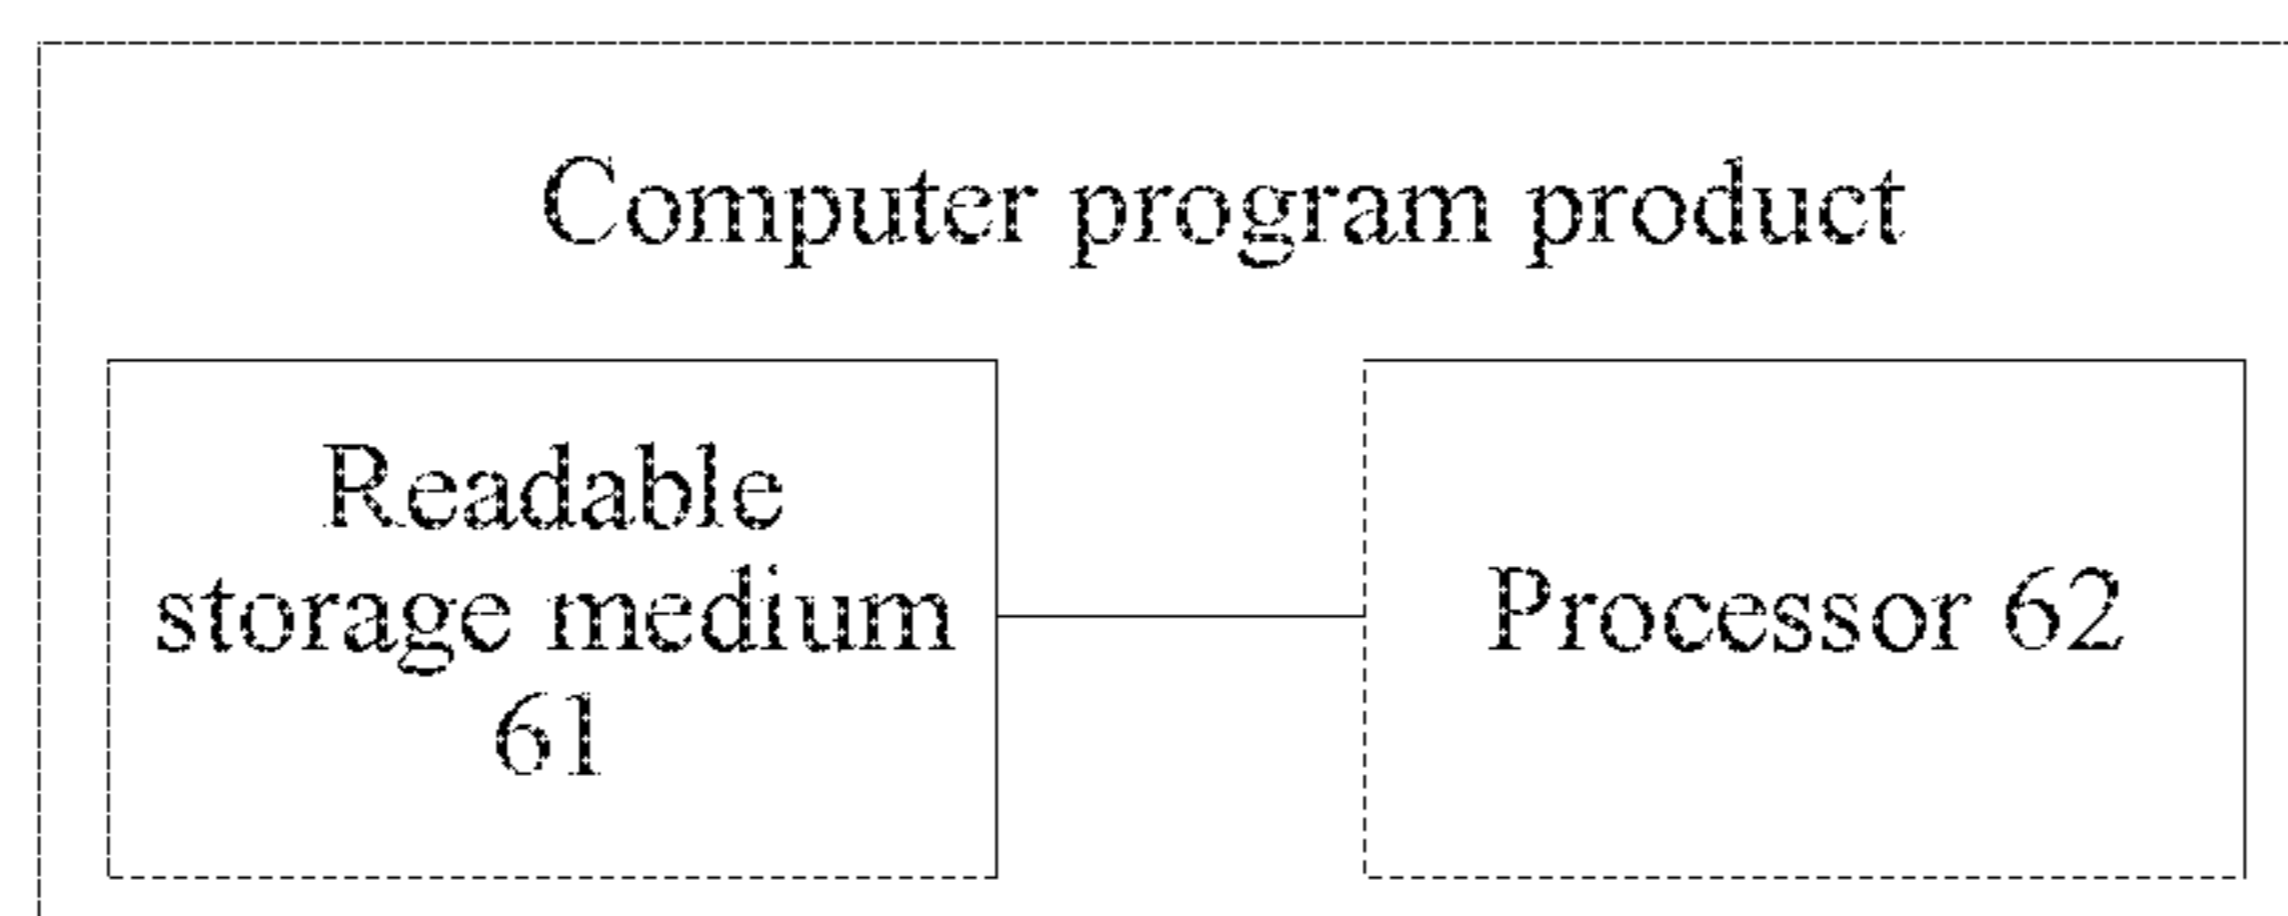 Computer program product
Readable
storage medium
61
Processor 62